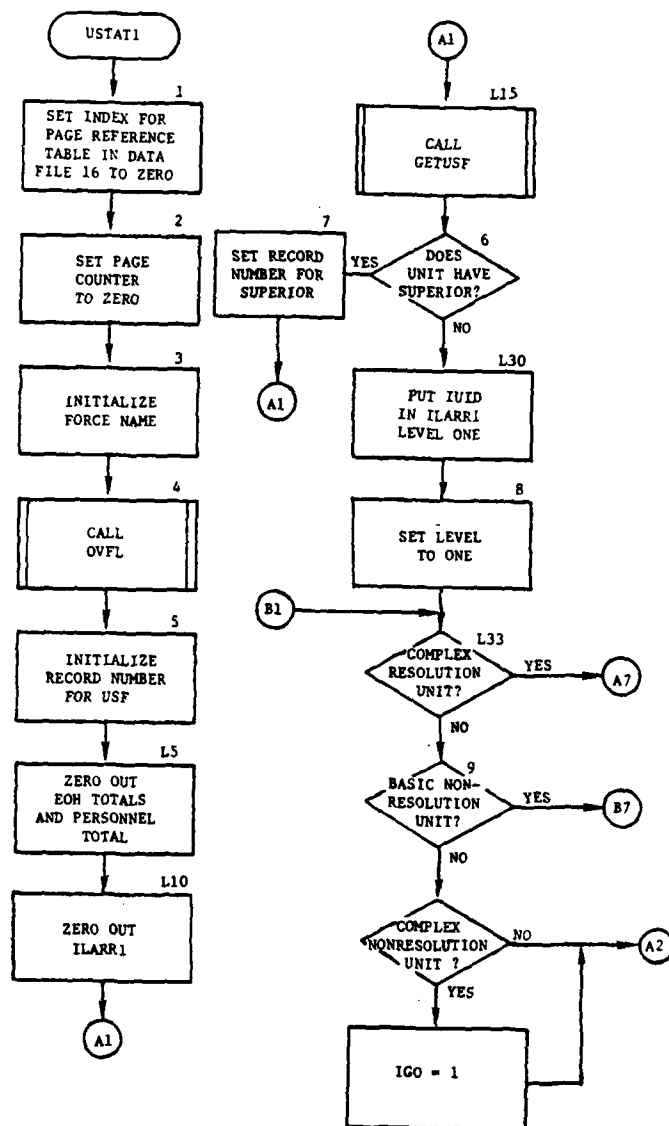 USTAT1
1
SET INDEX FOR
PAGE REFERENCE
TABLE IN DATA
FILE 16 TO ZERO
2
SET PAGE
COUNTER
TO ZERO
3
INITIALIZE
FORCE NAME
4
CALL
OVFL
5
INITIALIZE
RECORD NUMBER
FOR USF
L5
ZERO OUT
EOH TOTALS
AND PERSONNEL
TOTAL
L10
ZERO OUT
ILARR1
A1
A1
L15
CALL
GETUSF
6
DOES
UNIT HAVE
SUPERIOR?
YES
7
SET RECORD
NUMBER FOR
SUPERIOR
A1
NO
L30
PUT IUID
IN ILARR1
LEVEL ONE
8
SET LEVEL
TO ONE
B1
L33
COMPLEX
RESOLUTION
UNIT?
YES
A7
NO
9
BASIC NON-
RESOLUTION
UNIT?
YES
B7
NO
COMPLEX
NONRESOLUTION
UNIT ?
NO
A2
YES
IGO = 1